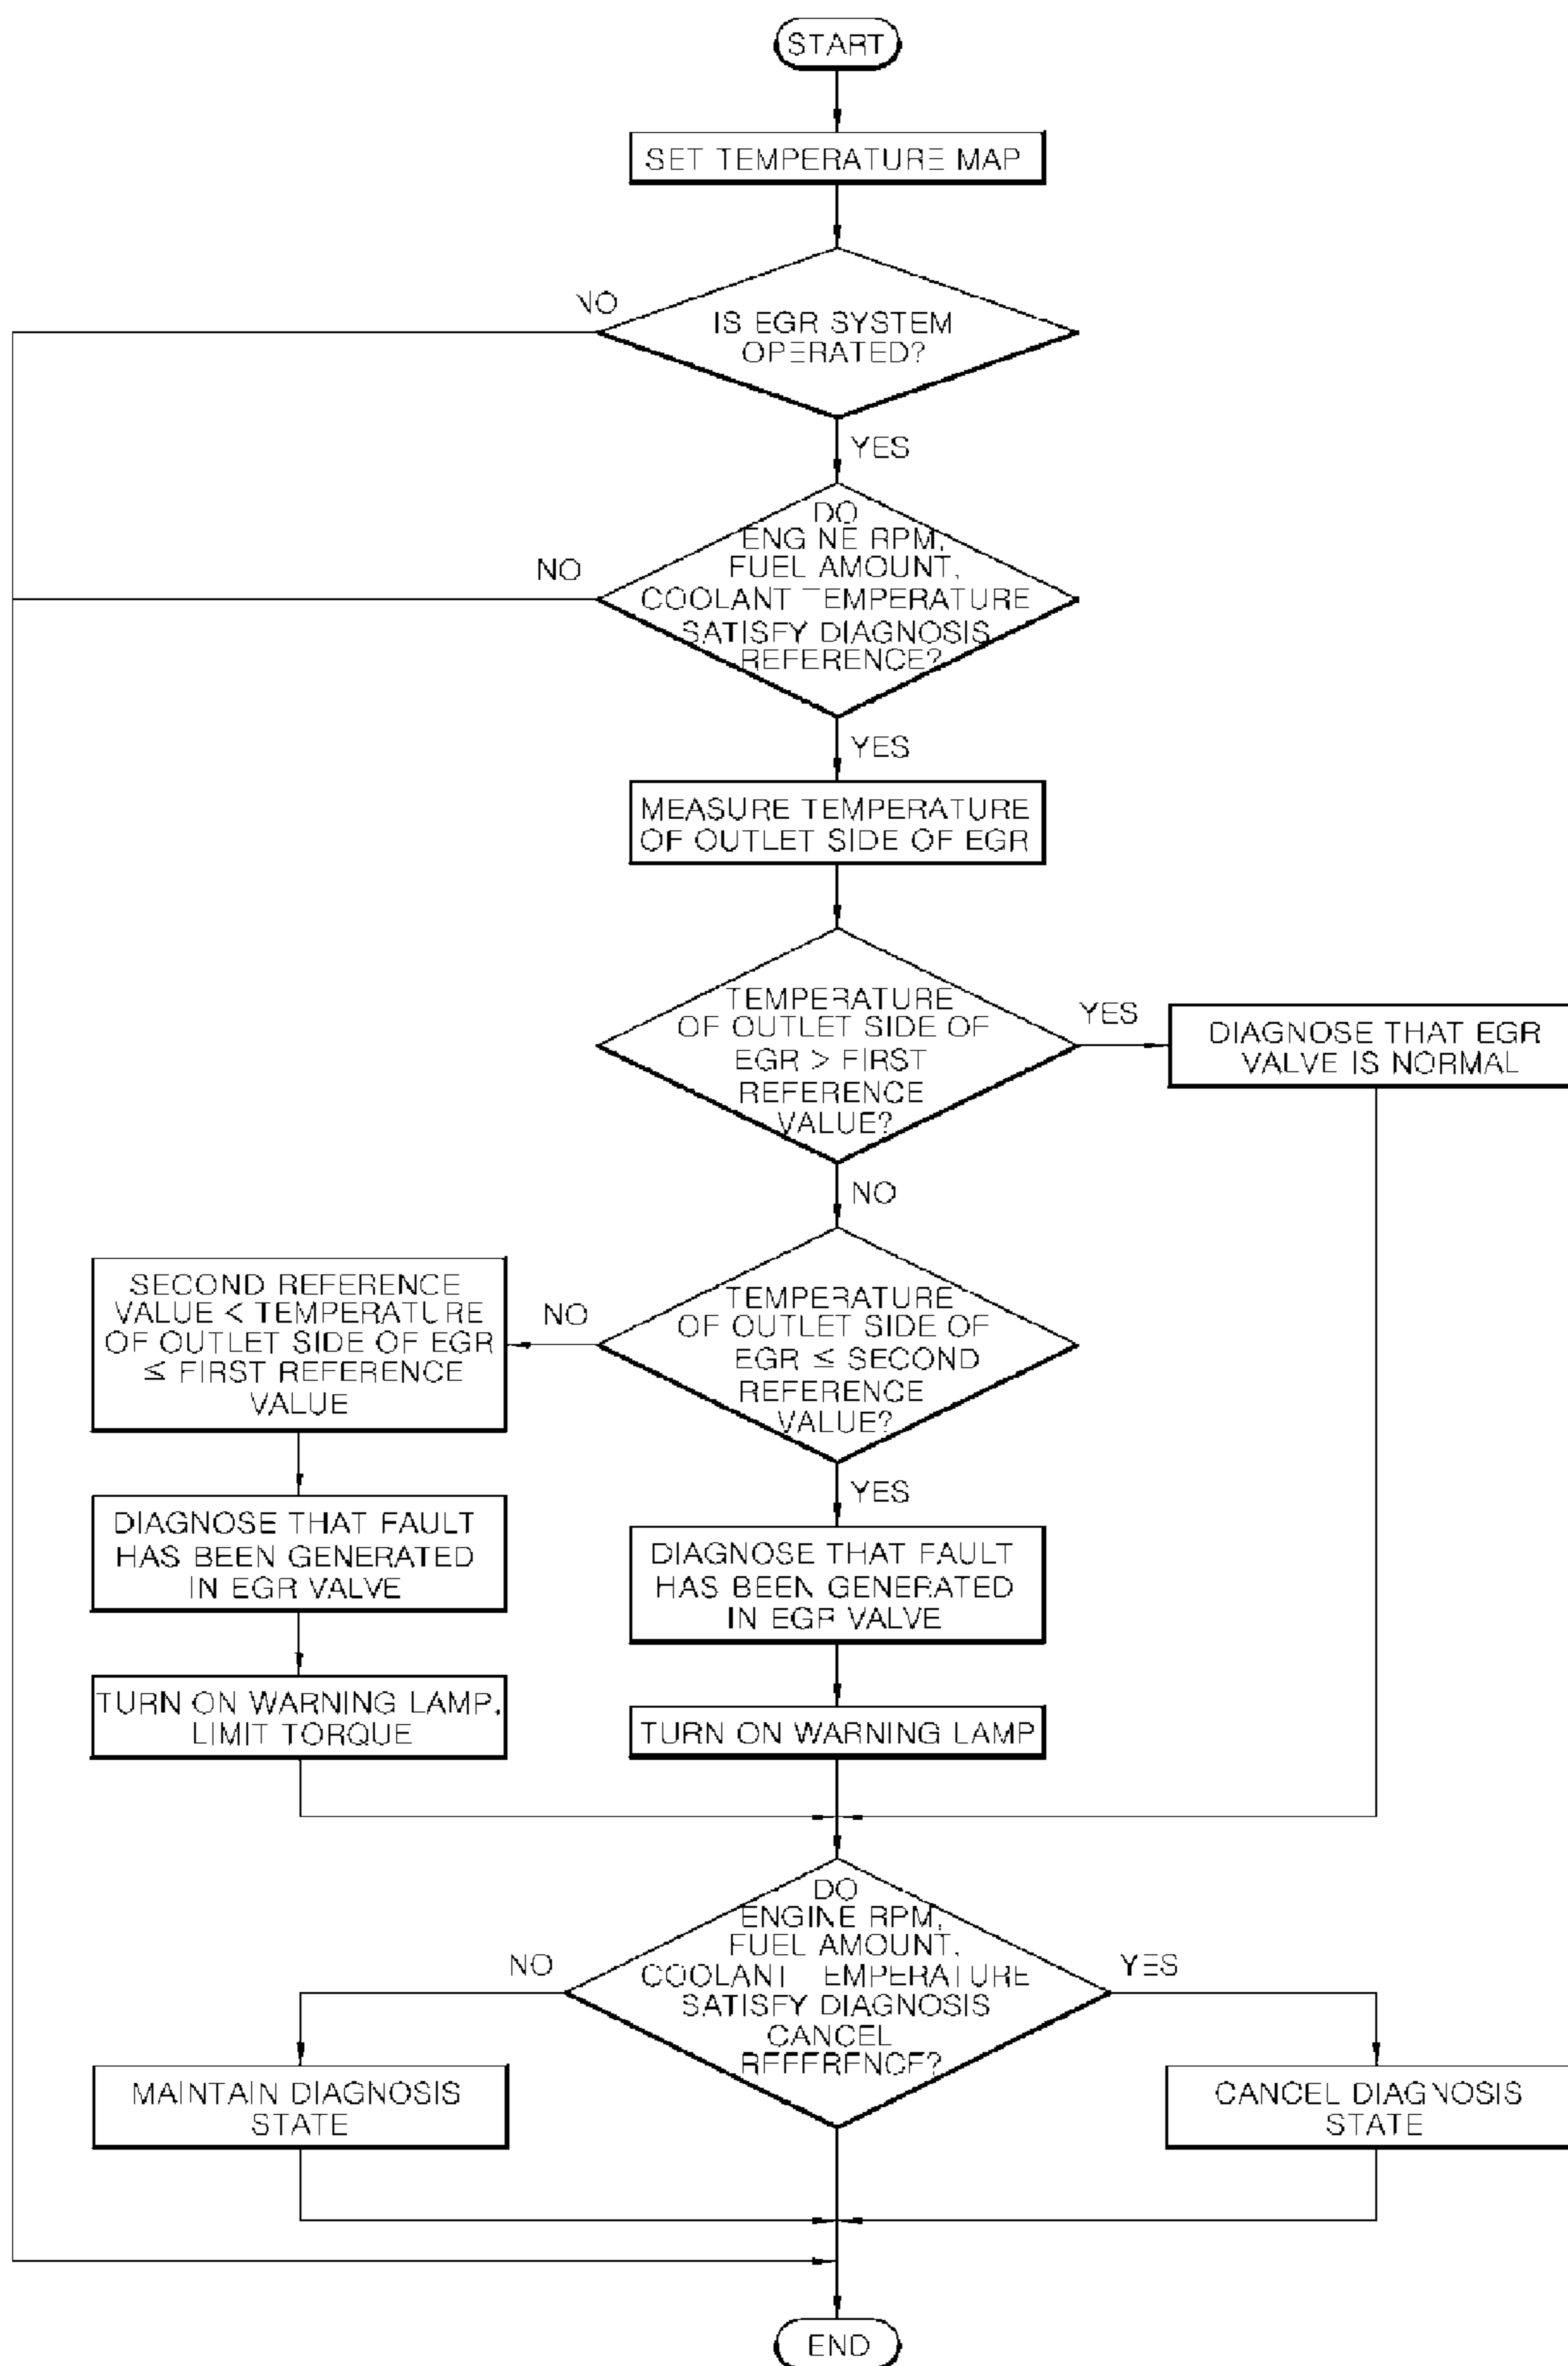 START
SET TEMPERATURE MAP
NO
IS EGR SYSTEM
OPERATED?
YES
DO
ENGINE RPM,
FUEL AMOUNT,
COOLANT TEMPERATURE
SATISFY DIAGNOSIS
REFERENCE?
NO
YES
MEASURE TEMPERATURE
OF OUTLET SIDE OF EGR
TEMPERATURE
OF OUTLET SIDE OF
EGR > FIRST
REFERENCE
VALUE?
YES
DIAGNOSE THAT EGR
VALVE IS NORMAL
NO
TEMPERATURE
OF OUTLET SIDE OF
EGR ≤ SECOND
REFERENCE
VALUE?
NO
SECOND REFERENCE
VALUE < TEMPERATURE
OF OUTLET SIDE OF EGR
≤ FIRST REFERENCE
VALUE
YES
DIAGNOSE THAT FAULT
HAS BEEN GENERATED
IN EGR VALVE
DIAGNOSE THAT FAULT
HAS BEEN GENERATED
IN EGR VALVE
TURN ON WARNING LAMP,
LIMIT TORQUE
TURN ON WARNING LAMP
DO
ENGINE RPM,
FUEL AMOUNT,
COOLANT TEMPERATURE
SATISFY DIAGNOSIS
CANCEL
REFERENCE?
NO
YES
MAINTAIN DIAGNOSIS
STATE
CANCEL DIAGNOSIS
STATE
END